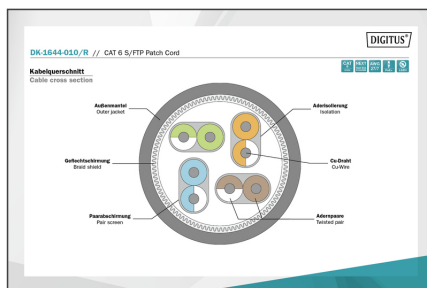 DIGITUS®
DK-1644-010/R // CAT 6 S/FTP Patch Cord
Kabelquerschnitt
Cable cross section
Außenmantel
Outer jacket
Aderisolierung
Isolation
Geflechtschirmung
Braid shield
Cu-Draht
Cu-Wire
Paarabschirmung
Pair screen
Adernpaare
Twisted pair